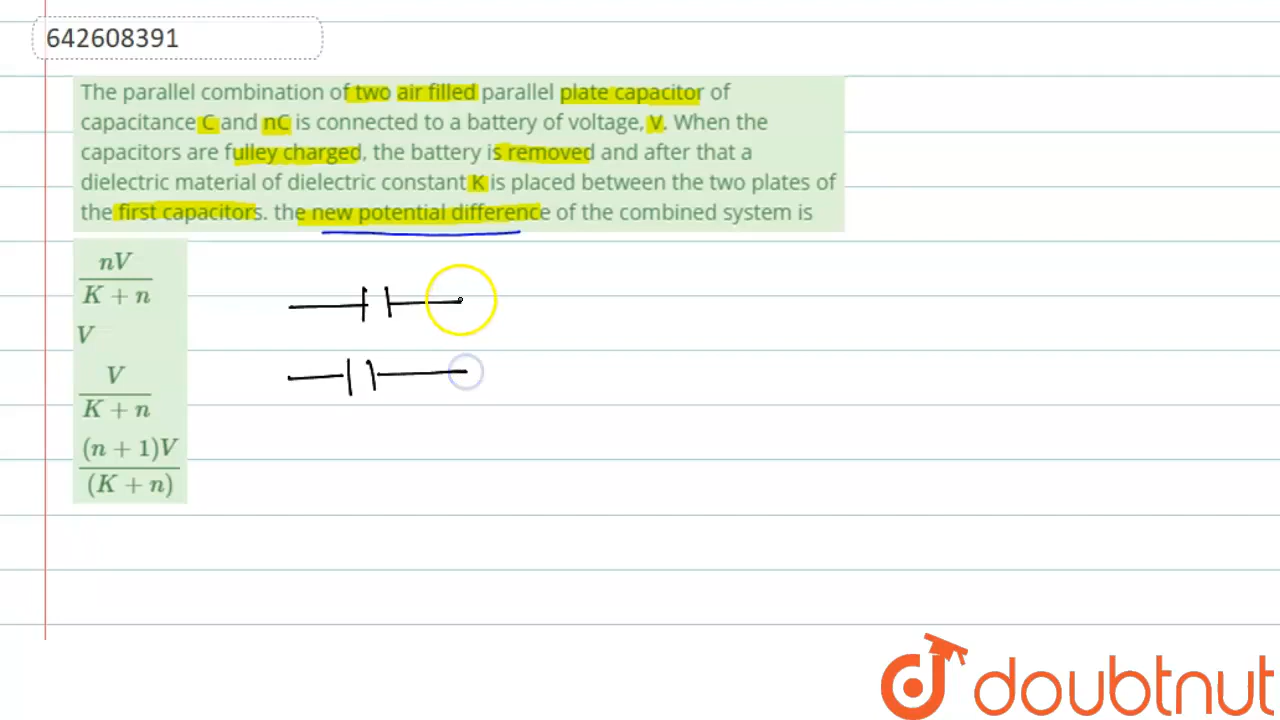 642608391
The parallel combination of two air filled parallel plate capacitor of
capacitance C and nC is connected to a battery of voltage, V. When the
capacitors are fulley charged, the battery is removed and after that a
dielectric material of dielectric constant K is placed between the two plates of
the first capacitors. the new potential difference of the combined system is
nV
K + n
V
V
K + n
(n + 1)V
(K + n)
doubtnut